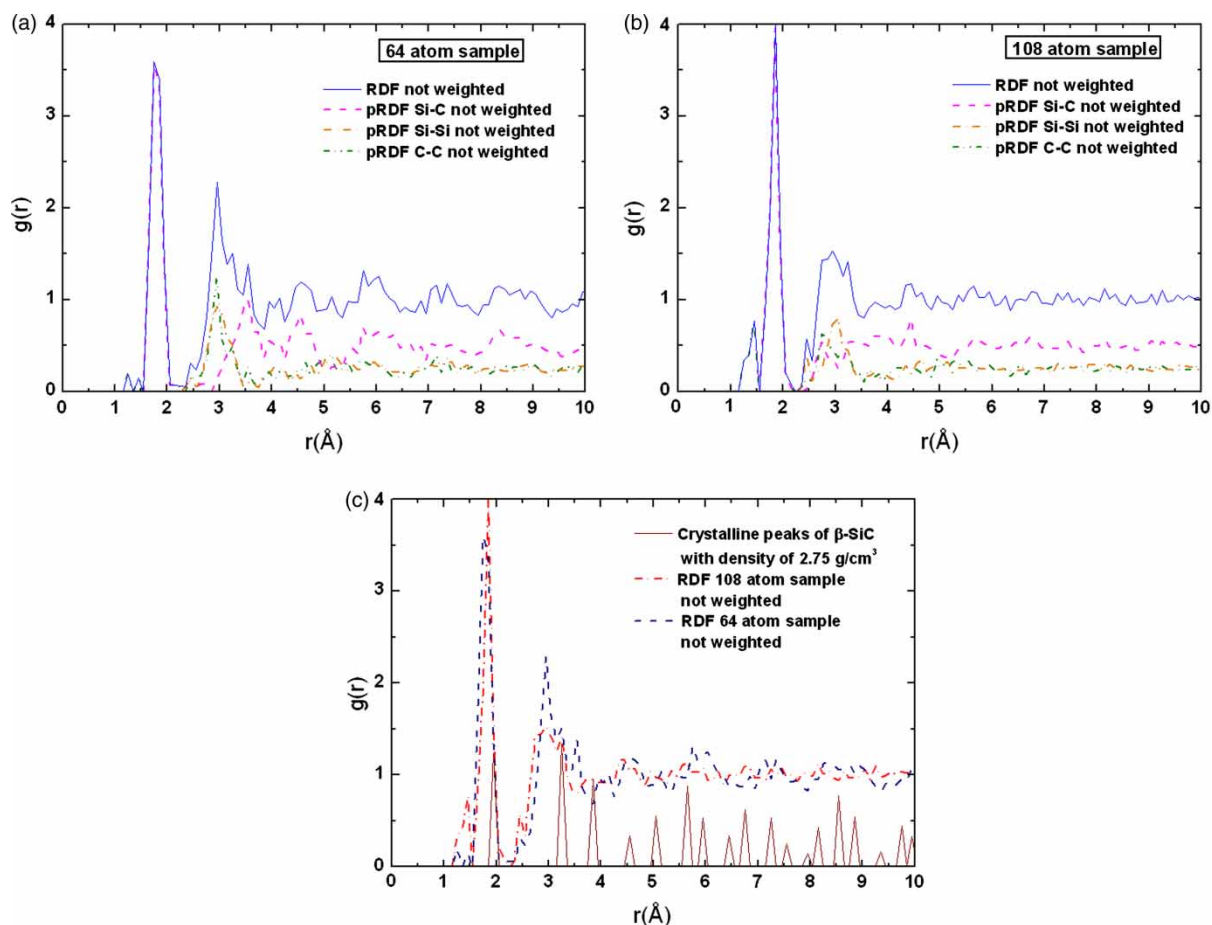 (a)
64 atom sample
RDF not weighted
pRDF Si-C not weighted
pRDF Si-Si not weighted
pRDF C-C not weighted
g(r)
4
3
2
1
0
0 1 2 3 4 5 6 7 8 9 10
r(Å)
(b)
108 atom sample
RDF not weighted
pRDF Si-C not weighted
pRDF Si-Si not weighted
pRDF C-C not weighted
g(r)
4
3
2
1
0
0 1 2 3 4 5 6 7 8 9 10
r(Å)
(c)
Crystalline peaks of β-SiC
with density of 2.75 g/cm³
RDF 108 atom sample
not weighted
RDF 64 atom sample
not weighted
g(r)
4
3
2
1
0
0 1 2 3 4 5 6 7 8 9 10
r(Å)